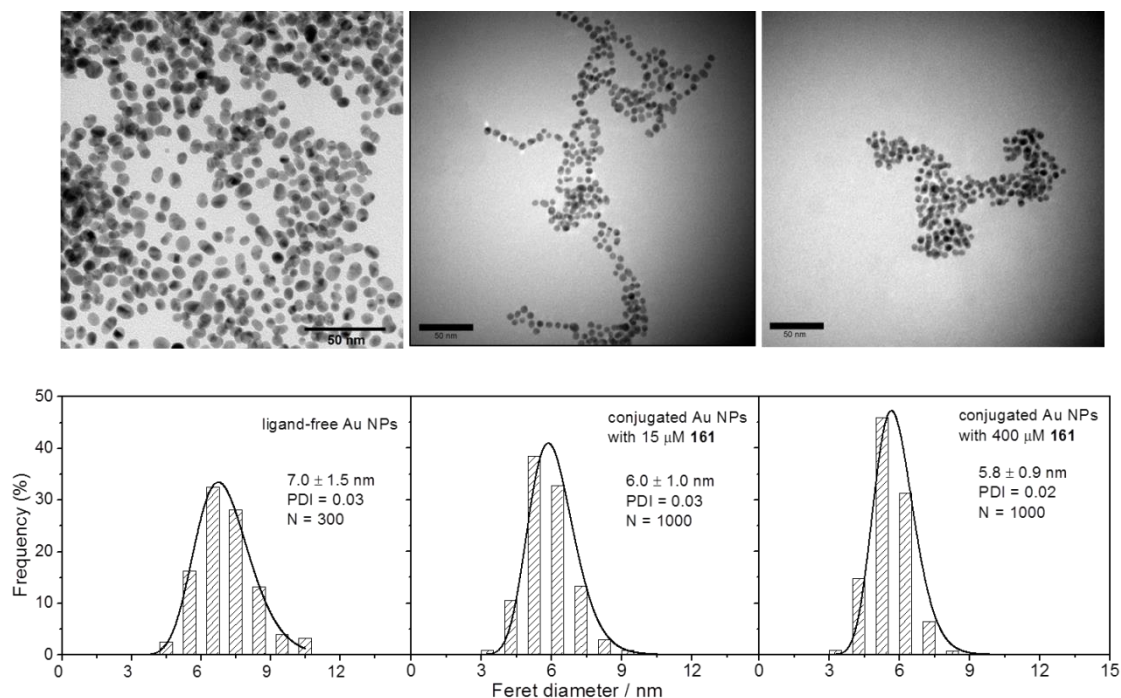 50 nm
50 nm
50 nm
ligand-free Au NPs
7.0 ± 1.5 nm
PDI = 0.03
N = 300
conjugated Au NPs
with 15 μM 161
6.0 ± 1.0 nm
PDI = 0.03
N = 1000
conjugated Au NPs
with 400 μM 161
5.8 ± 0.9 nm
PDI = 0.02
N = 1000
Frequency (%)
50
40
30
20
10
0
0 3 6 9 12 0 3 6 9 12 0 3 6 9 12 15
Feret diameter / nm